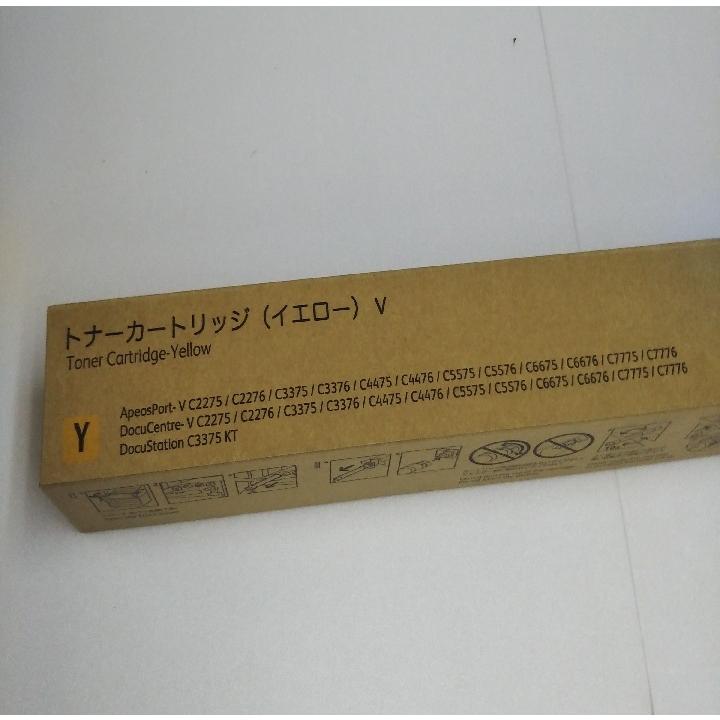 トナーカートリッジ（イエロー）V
Toner Cartridge-Yellow
ApeosPort- V C2275 / C2276 / C3375 / C3376 / C4475 / C4476 / C5575 / C5576 / C6675 / C6676 / C7775 / C7776
DocuCentre- V C2275 / C2276 / C3375 / C3376 / C4475 / C4476 / C5575 / C5576 / C6675 / C6676 / C7775 / C7776
DocuStation C3375 KT
Y